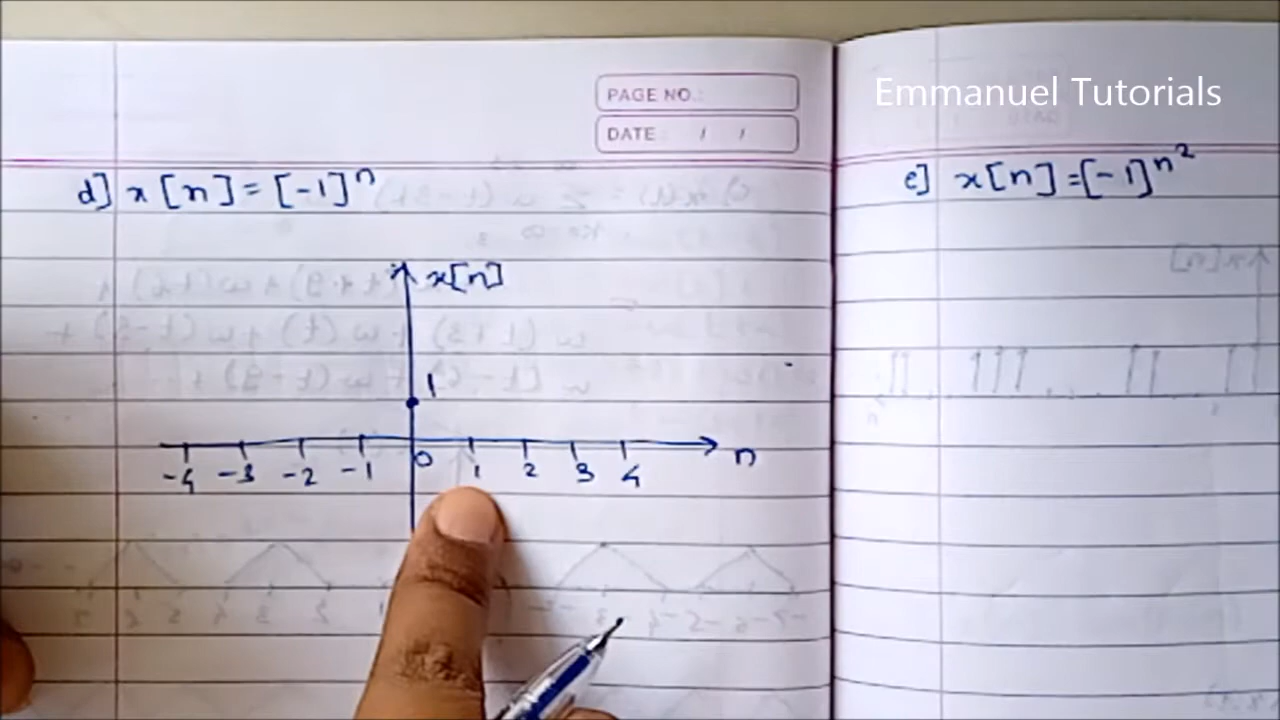 Emmanuel Tutorials
PAGE NO.:
DATE: / /
d] x[n] = [-1]^n
x[n]
1
-4 -3 -2 -1 0 1 2 3 4 n
e] x[n] = [-1]^n²